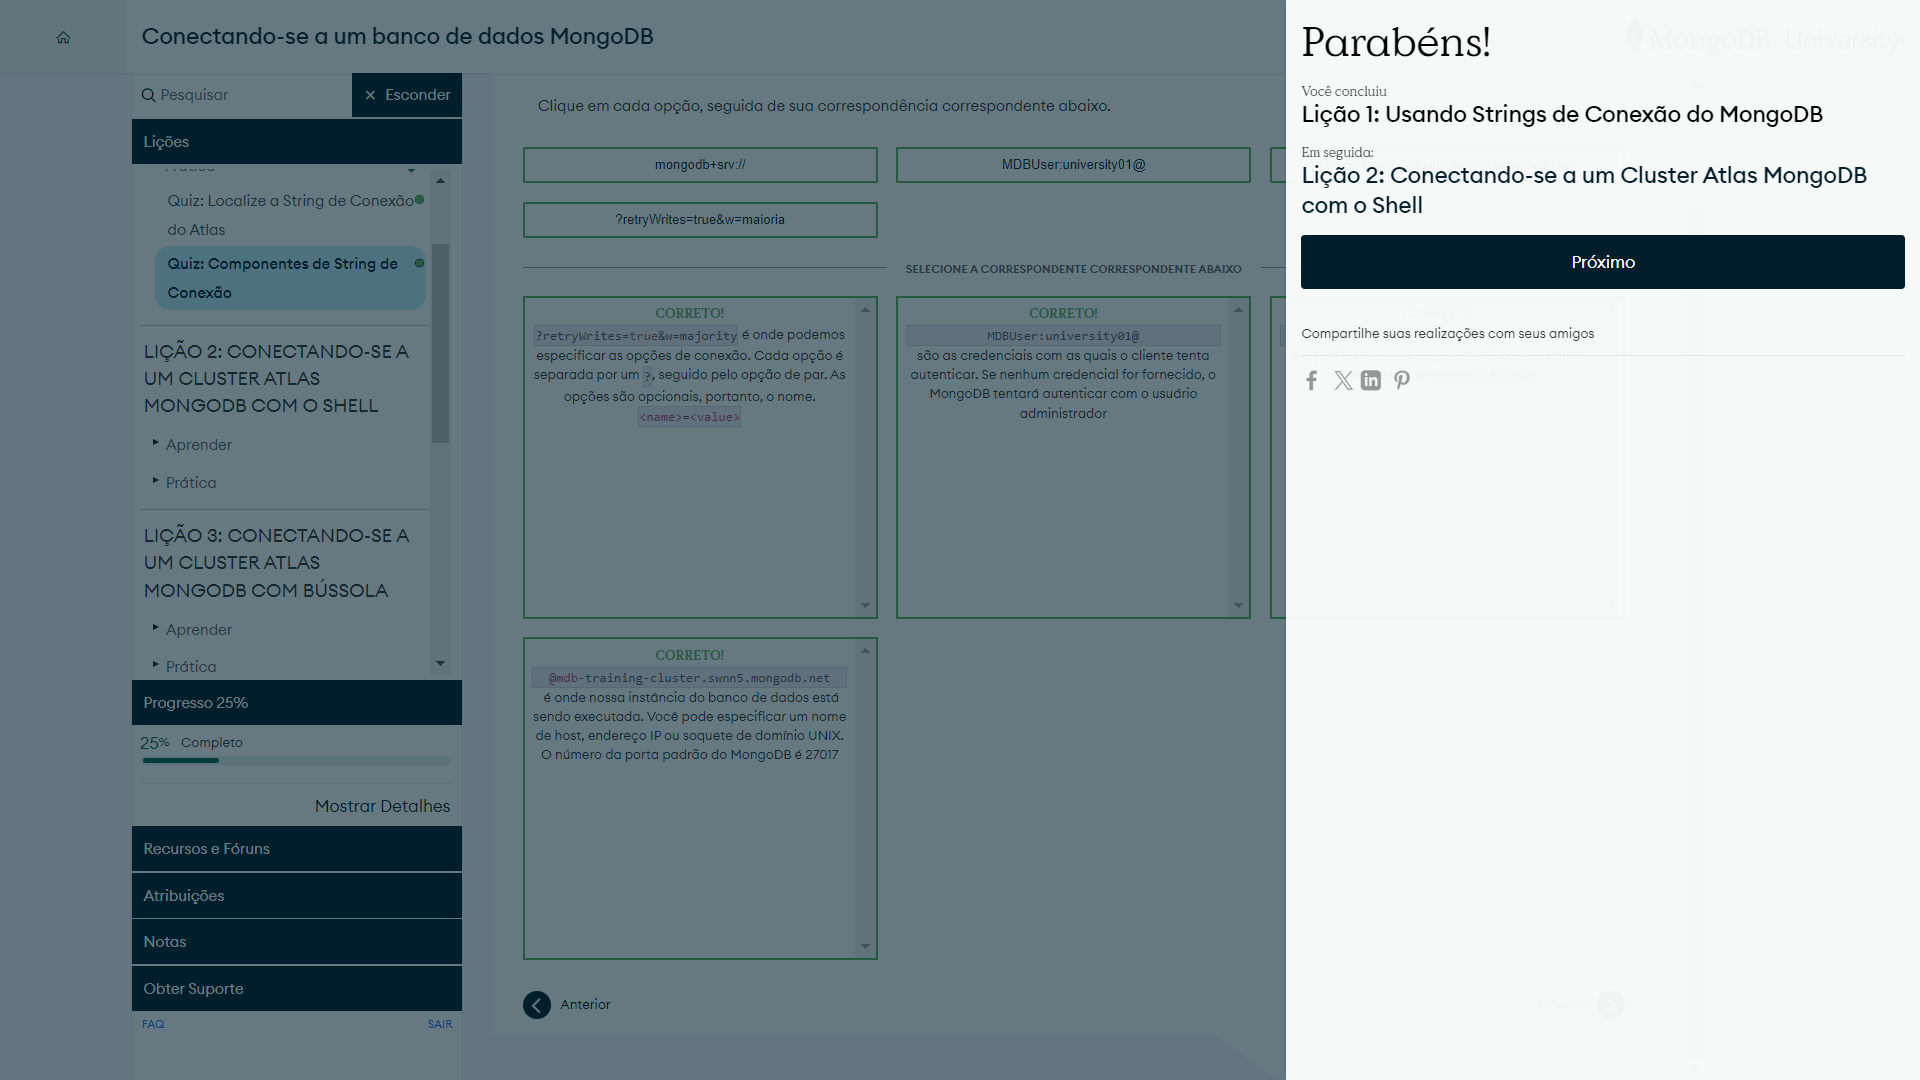 Conectando-se a um banco de dados MongoDB
Pesquisar
Esconder
Lições
Prática
Quiz: Localize a String de Conexão
do Atlas
Quiz: Componentes de String de
Conexão
LIÇÃO 2: CONECTANDO-SE A
UM CLUSTER ATLAS
MONGODB COM O SHELL
Aprender
Prática
LIÇÃO 3: CONECTANDO-SE A
UM CLUSTER ATLAS
MONGODB COM BÚSSOLA
Aprender
Prática
Progresso 25%
25% Completo
Mostrar Detalhes
Recursos e Fóruns
Atribuições
Notas
Obter Suporte
FAQ
SAIR
Clique em cada opção, seguida de sua correspondência correspondente abaixo.
mongodb+srv://
MDBUser:university01@
?retryWrites=true&w=maioria
SELECIONE A CORRESPONDENTE CORRESPONDENTE ABAIXO
CORRETO!
?retryWrites=true&w=majority é onde podemos
especificar as opções de conexão. Cada opção é
separada por um ?, seguido pelo opção de par. As
opções são opcionais, portanto, o nome.
<name>=<value>
CORRETO!
MDBUser:university01@
são as credenciais com as quais o cliente tenta
autenticar. Se nenhum credencial for fornecido, o
MongoDB tentará autenticar com o usuário
administrador
CORRETO!
@mdb-training-cluster.swnn5.mongodb.net
é onde nossa instância do banco de dados está
sendo executada. Você pode especificar um nome
de host, endereço IP ou soquete de domínio UNIX.
O número da porta padrão do MongoDB é 27017
Anterior
Parabéns!
MongoDB. University
Você concluiu
Lição 1: Usando Strings de Conexão do MongoDB
Em seguida:
Lição 2: Conectando-se a um Cluster Atlas MongoDB
com o Shell
Próximo
Compartilhe suas realizações com seus amigos